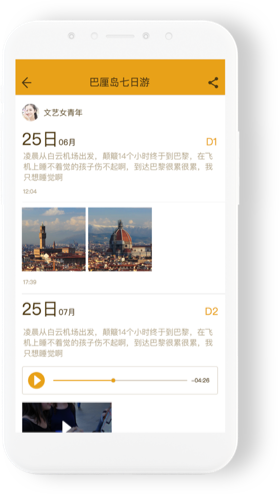 巴厘岛七日游
文艺女青年
25日06月
D1
凌晨从白云机场出发，颠簸14个小时终于到巴黎，在飞
机上睡不着觉的孩子伤不起啊，到达巴黎很累很累，我
只想睡觉啊
12:04
17:39
25日07月
D2
凌晨从白云机场出发，颠簸14个小时终于到巴黎，在飞
机上睡不着觉的孩子伤不起啊，到达巴黎很累很累，我
只想睡觉啊
-04:26